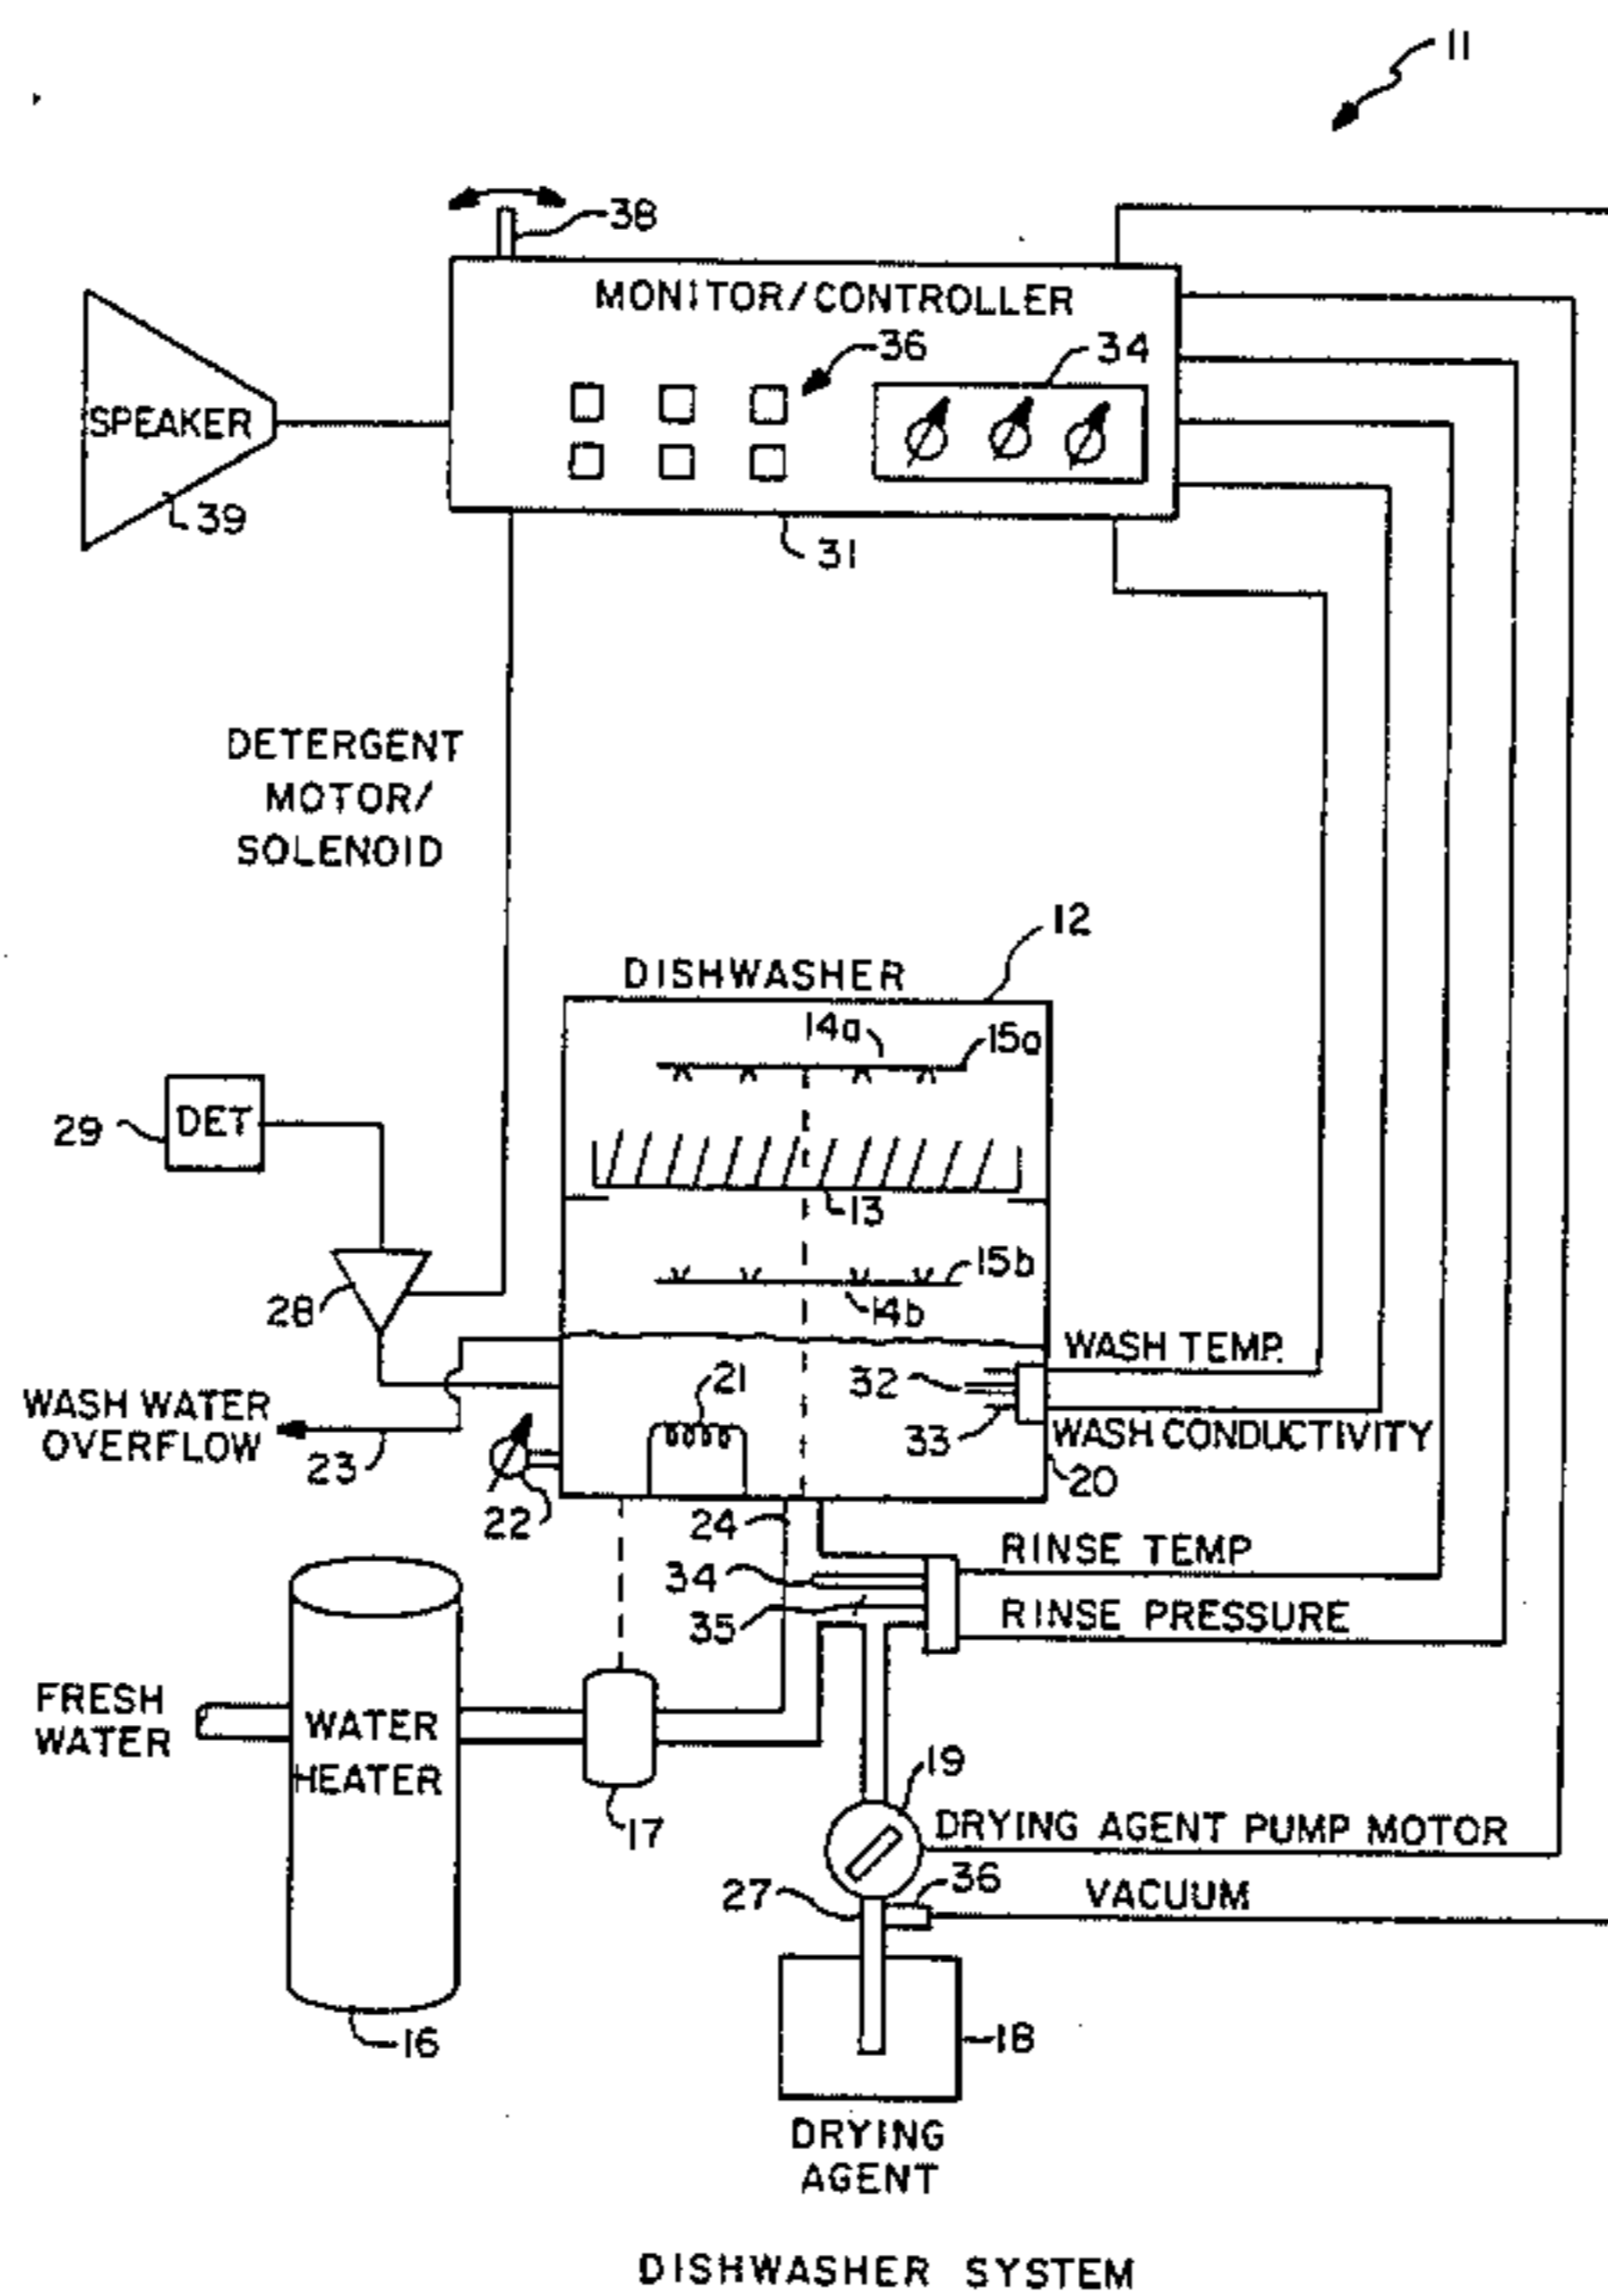 11
38
MONITOR/CONTROLLER
36
34
SPEAKER
39
31
DETERGENT
MOTOR/
SOLENOID
12
DISHWASHER
14a
15a
29
DET
13
15b
28
14b
WASH TEMP.
21
32
WASH WATER
OVERFLOW
33
WASH CONDUCTIVITY
23
20
22
24
RINSE TEMP
34
RINSE PRESSURE
35
FRESH
WATER
WATER
HEATER
19
17
DRYING AGENT PUMP MOTOR
27
36
VACUUM
16
18
DRYING
AGENT
DISHWASHER SYSTEM